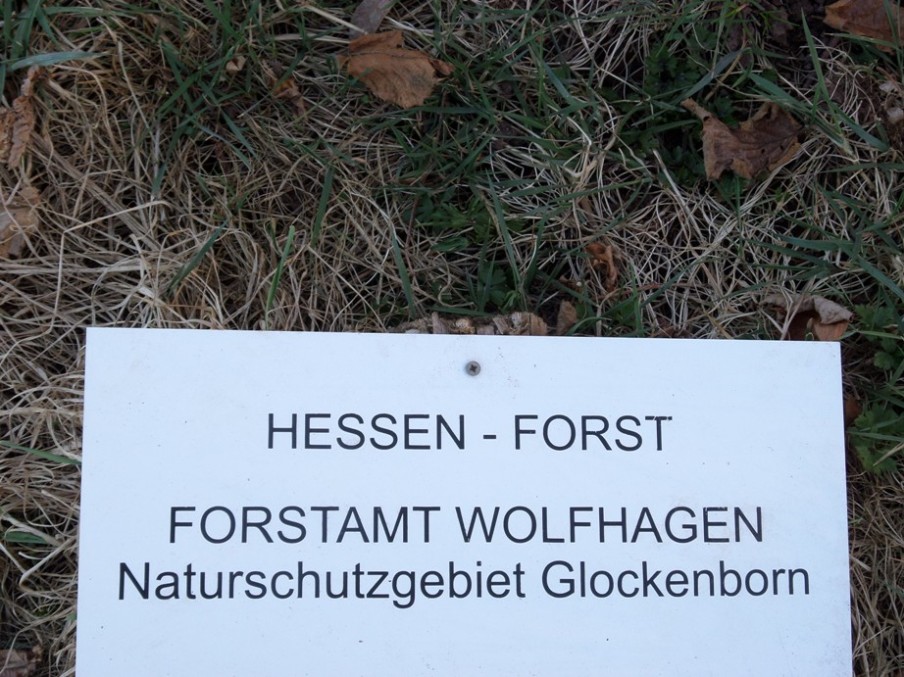 HESSEN - FORST
FORSTAMT WOLFHAGEN
Naturschutzgebiet Glockenborn